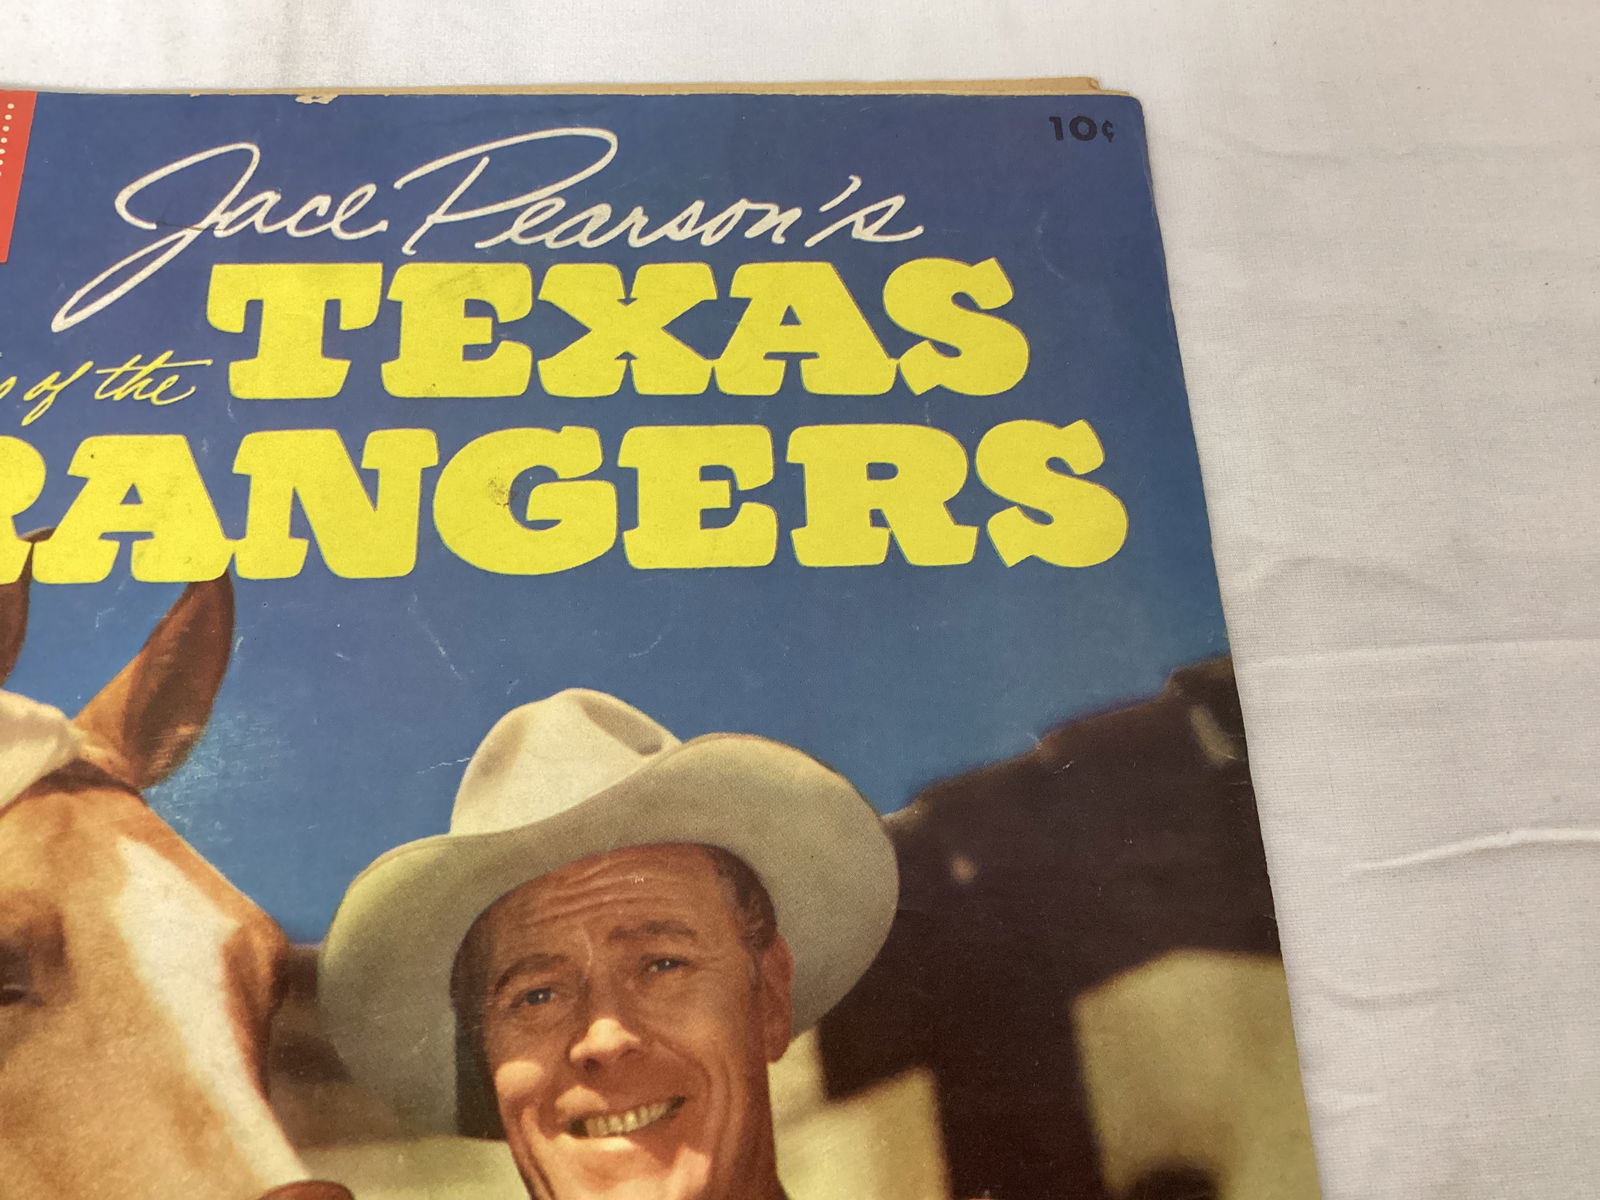 10¢
Jace Pearson's
of the TEXAS
RANGERS